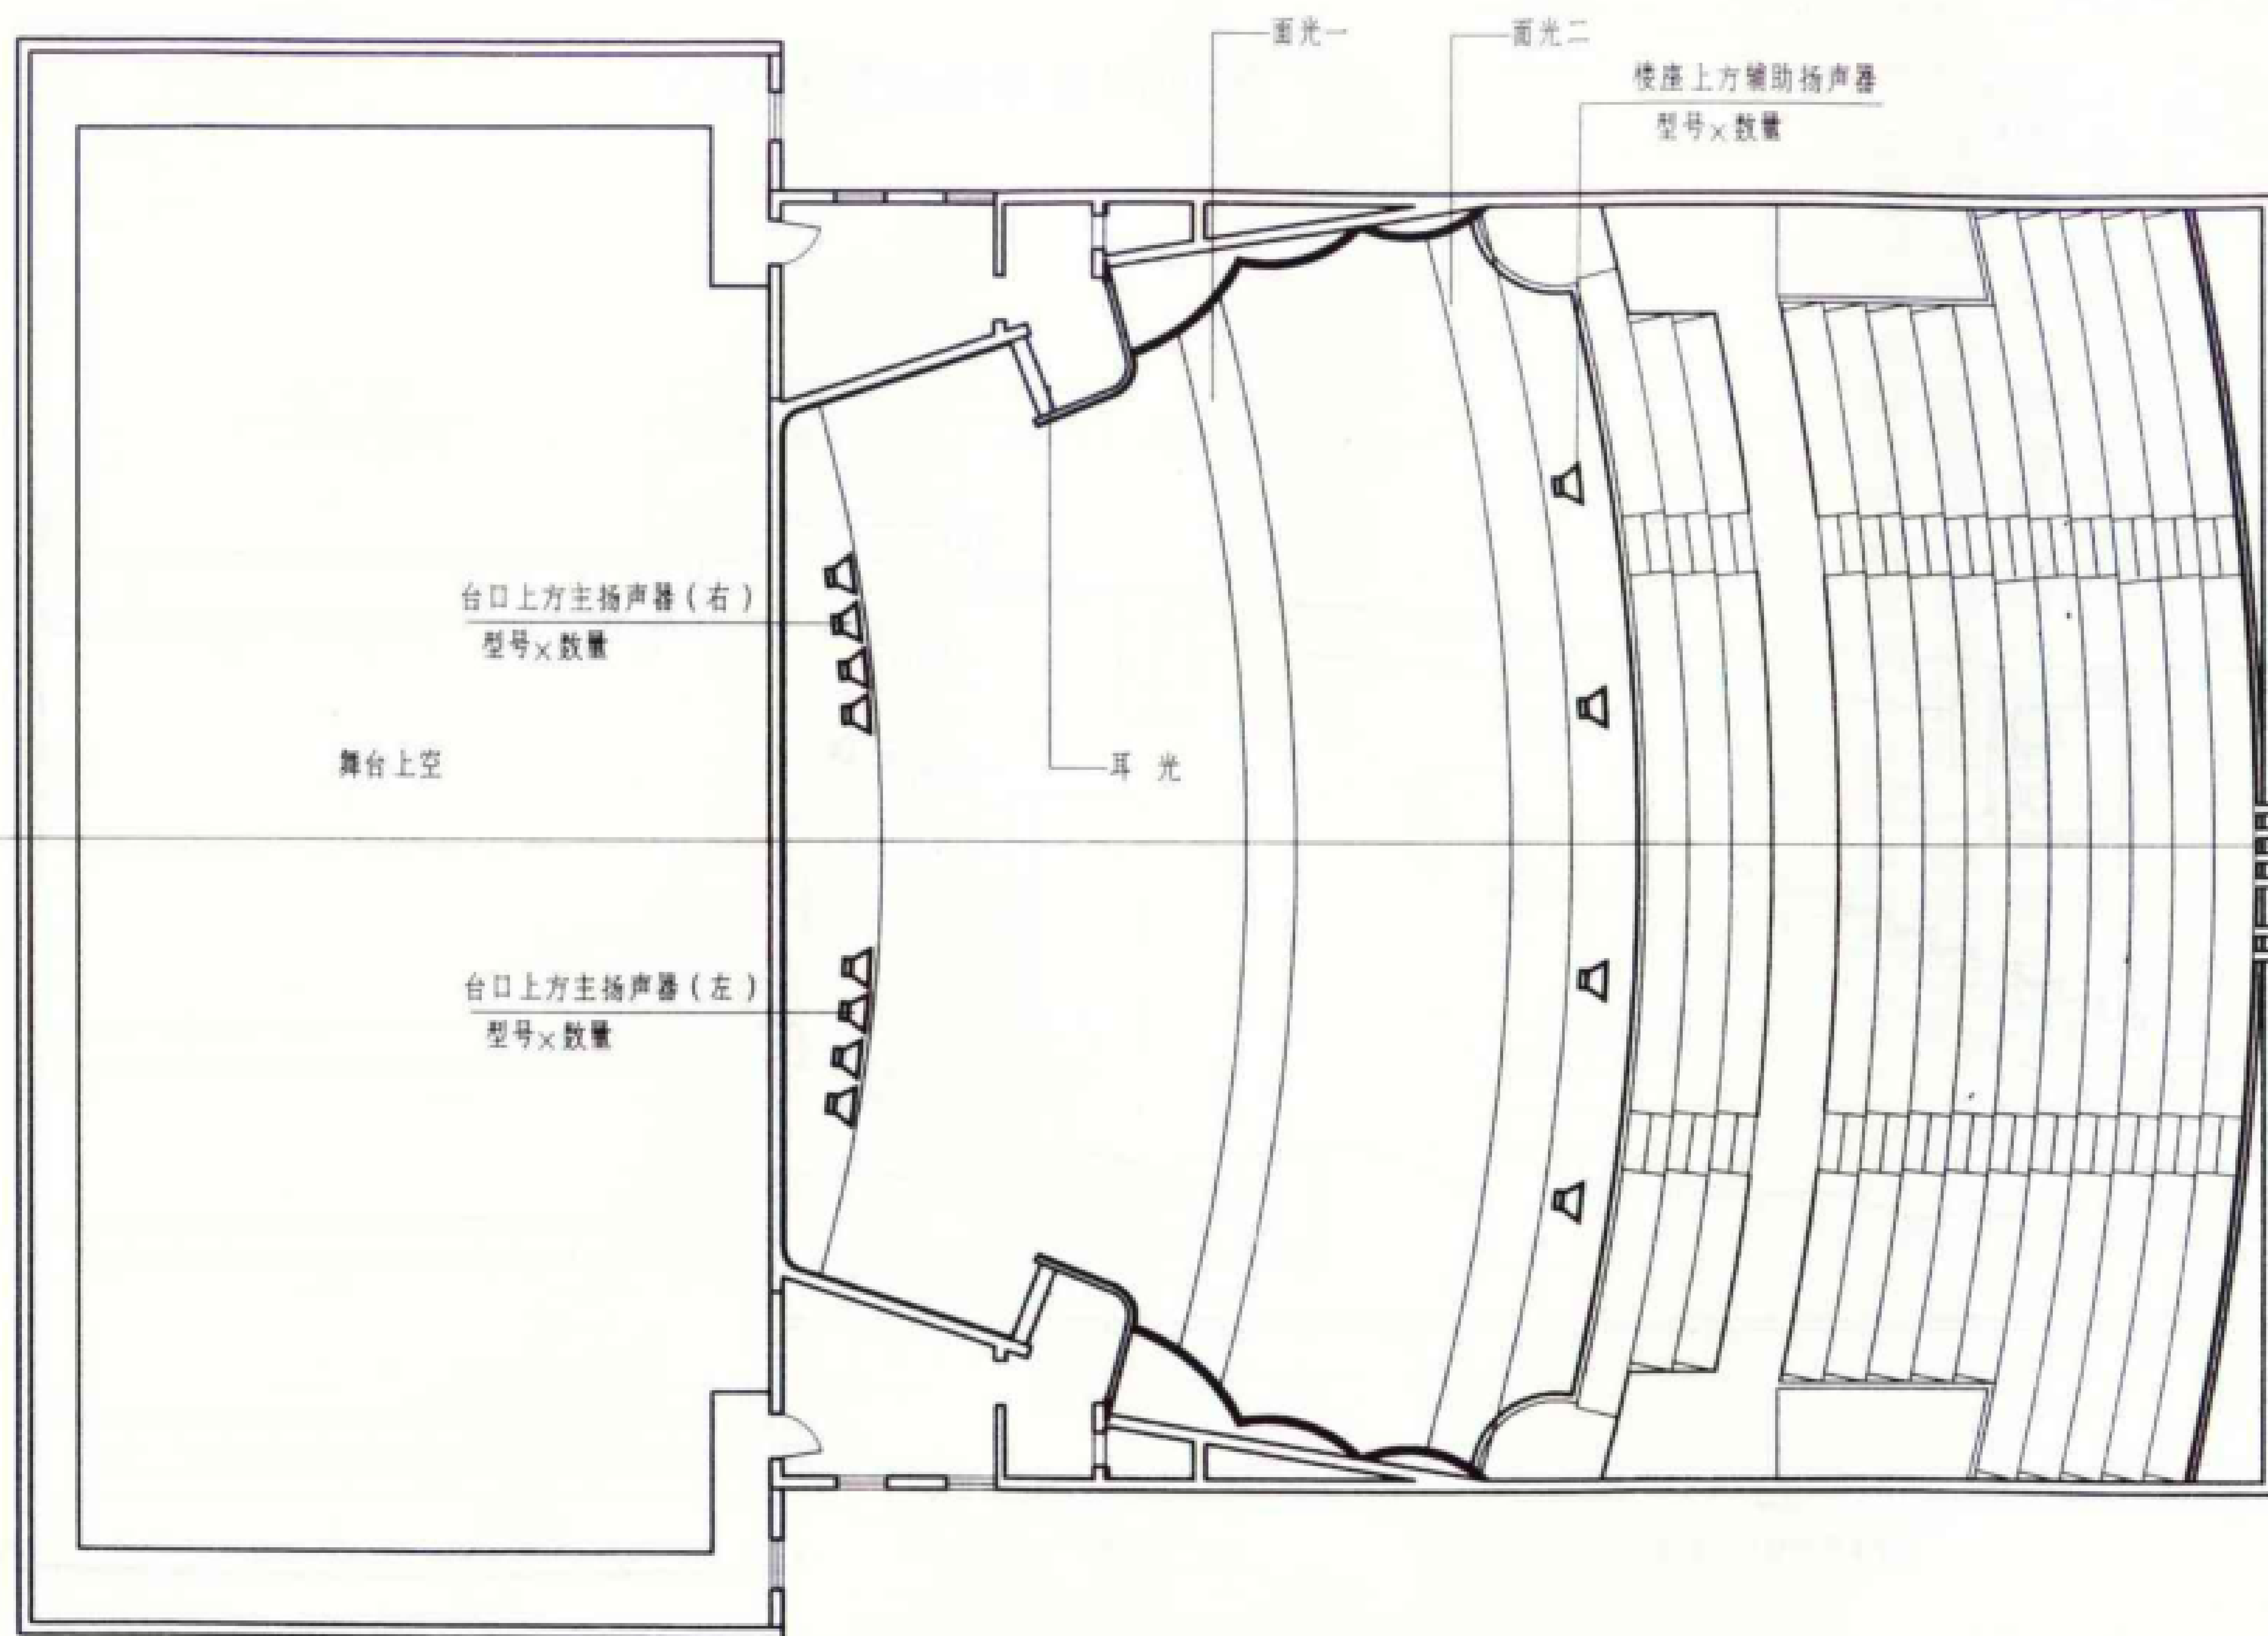 面光一
面光二
楼座上方辅助扬声器
型号×数量
台口上方主扬声器(右)
型号×数量
舞台上空
耳 光
台口上方主扬声器(左)
型号×数量